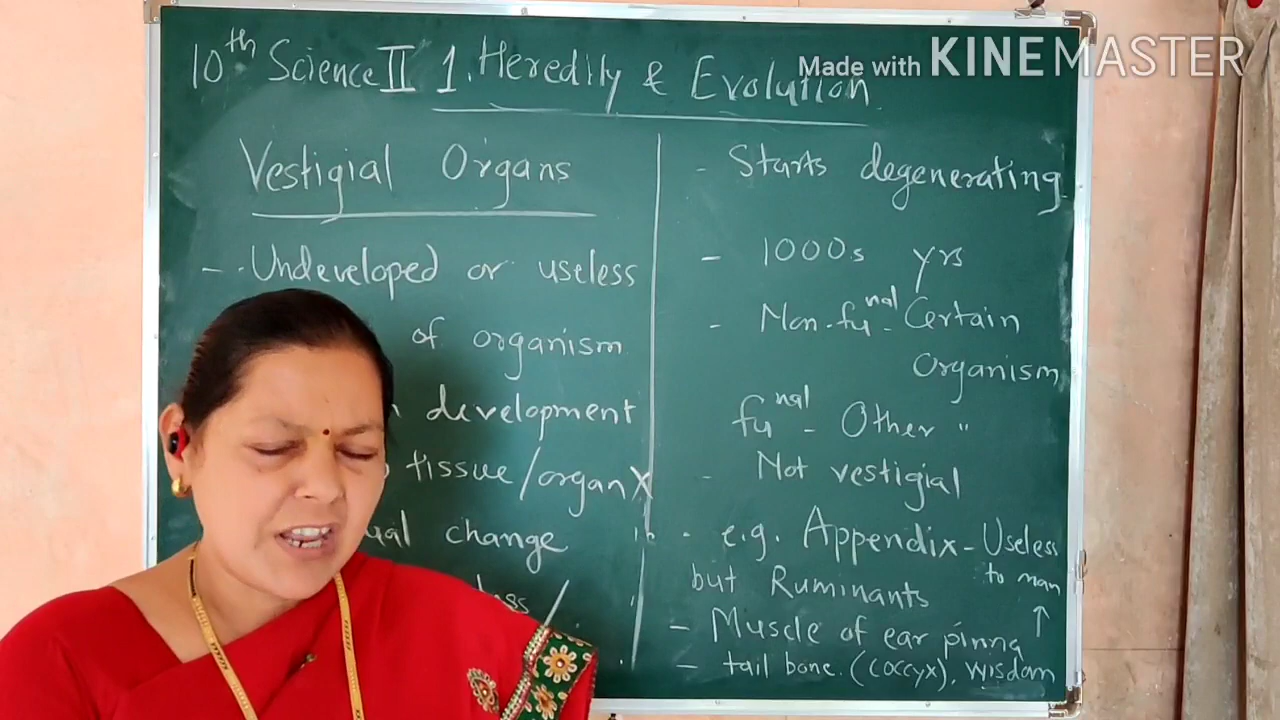 Made with KINEMASTER
10th Science II 1. Heredity & Evolution
Vestigial Organs
- Undeveloped or useless
of organism
development
tissue/organ X
change
- Starts degenerating
- 1000s yrs
- Non-fu.nal - Certain
Organism
fu.nal - Other "
- Not vestigial
- e.g. Appendix - Useless
to man
but Ruminants ↑
- Muscle of ear pinna
- tail bone (coccyx), wisdom